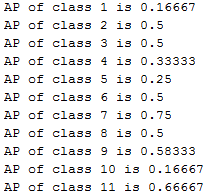 AP of class 1 is 0.16667
AP of class 2 is 0.5
AP of class 3 is 0.5
AP of class 4 is 0.33333
AP of class 5 is 0.25
AP of class 6 is 0.5
AP of class 7 is 0.75
AP of class 8 is 0.5
AP of class 9 is 0.58333
AP of class 10 is 0.16667
AP of class 11 is 0.66667